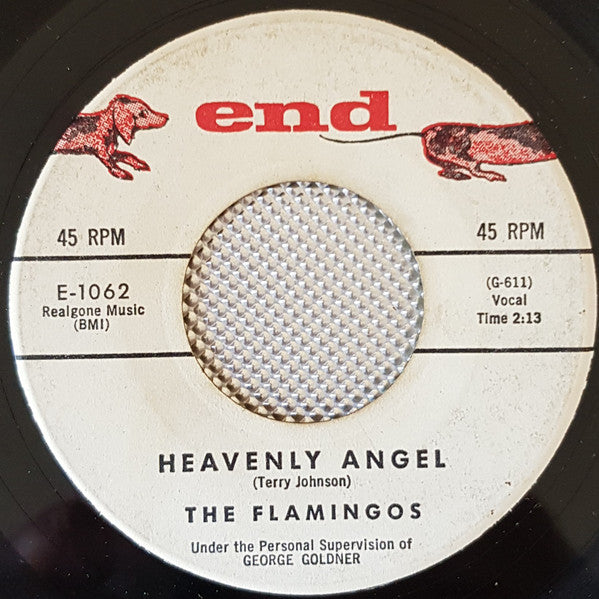 end
45 RPM
45 RPM
E-1062
Realgone Music
(BMI)
(G-611)
Vocal
Time 2:13
HEAVENLY ANGEL
(Terry Johnson)
THE FLAMINGOS
Under the Personal Supervision of
GEORGE GOLDNER